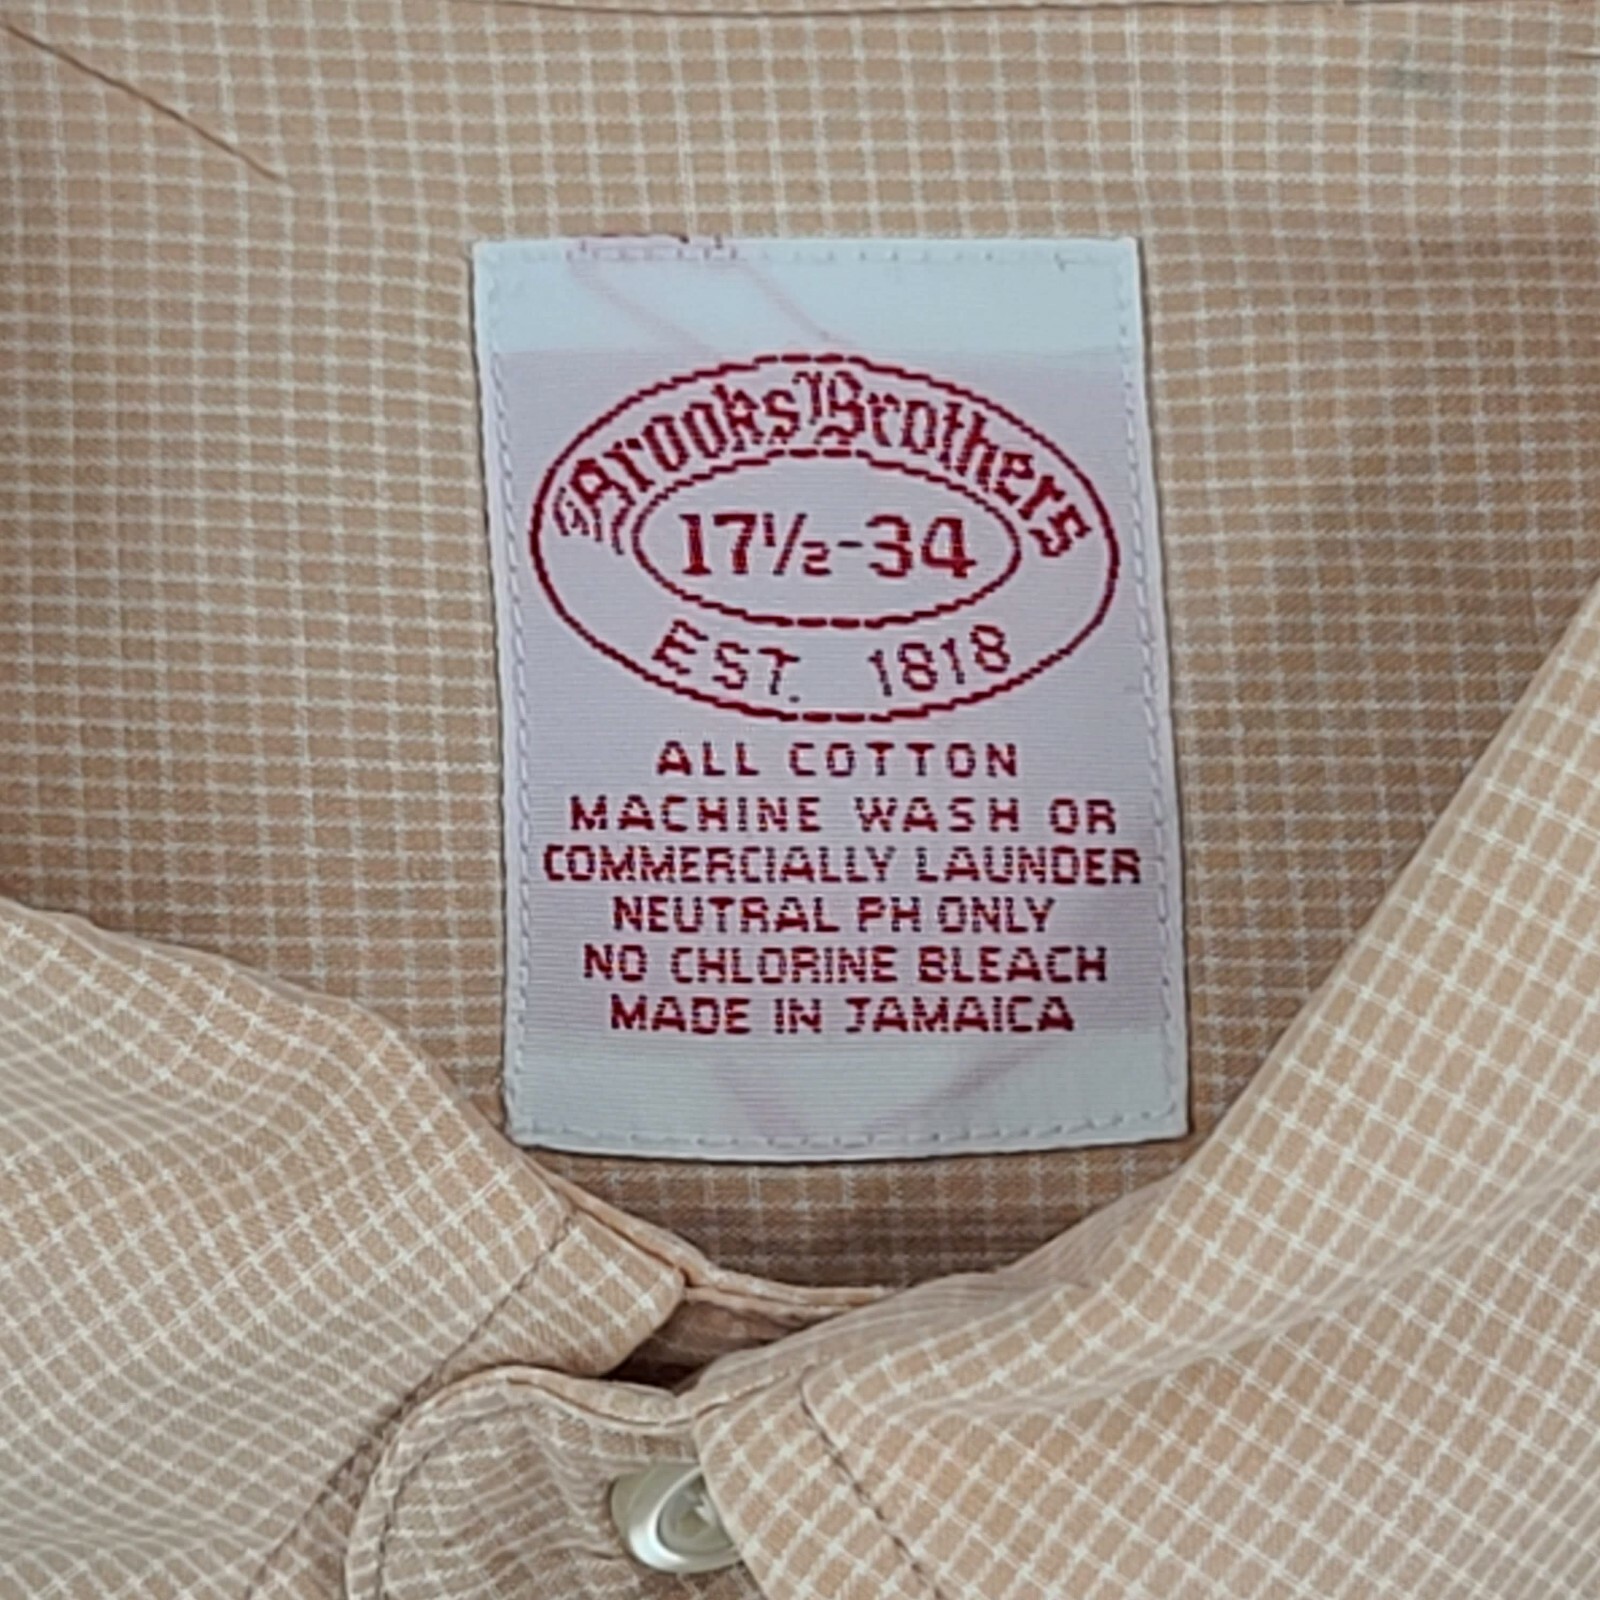 Brooks Brothers
17½-34
EST. 1818
ALL COTTON
MACHINE WASH OR
COMMERCIALLY LAUNDER
NEUTRAL PH ONLY
NO CHLORINE BLEACH
MADE IN JAMAICA